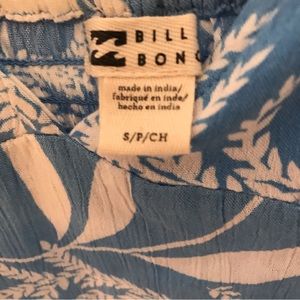 BILL
BONG
made in india/
fabriqué en inde/
hecho en india
S/P/CH